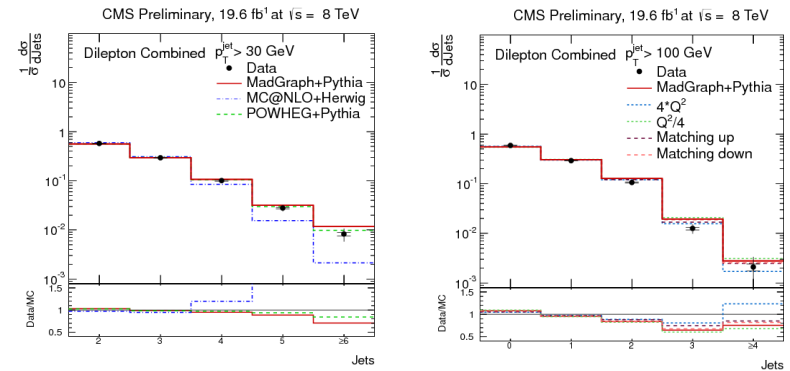 CMS Preliminary, 19.6 fb¹ at √s = 8 TeV
1/σ dσ/dJets
Dilepton Combined p_T^jet > 30 GeV
Data
MadGraph+Pythia
MC@NLO+Herwig
POWHEG+Pythia
10
1
10⁻¹
10⁻²
10⁻³
Data/MC
1.5
1
0.5
2 3 4 5 ≥6
Jets
CMS Preliminary, 19.6 fb¹ at √s = 8 TeV
1/σ dσ/dJets
Dilepton Combined p_T^jet > 100 GeV
Data
MadGraph+Pythia
4*Q²
Q²/4
Matching up
Matching down
10
1
10⁻¹
10⁻²
10⁻³
Data/MC
1.5
1
0.5
0 1 2 3 ≥4
Jets